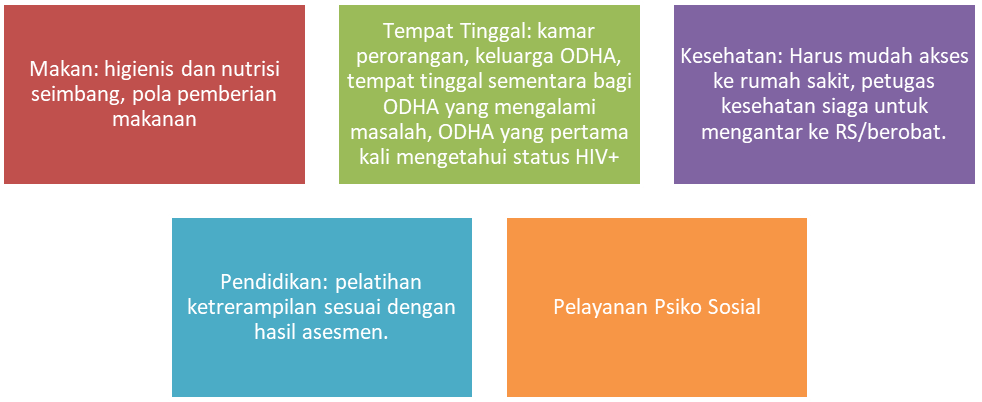 Makan: higienis dan nutrisi
seimbang, pola pemberian
makanan
Tempat Tinggal: kamar
perorangan, keluarga ODHA,
tempat tinggal sementara bagi
ODHA yang mengalami
masalah, ODHA yang pertama
kali mengetahui status HIV+
Kesehatan: Harus mudah akses
ke rumah sakit, petugas
kesehatan siaga untuk
mengantar ke RS/berobat.
Pendidikan: pelatihan
ketrerampilan sesuai dengan
hasil asesmen.
Pelayanan Psiko Sosial